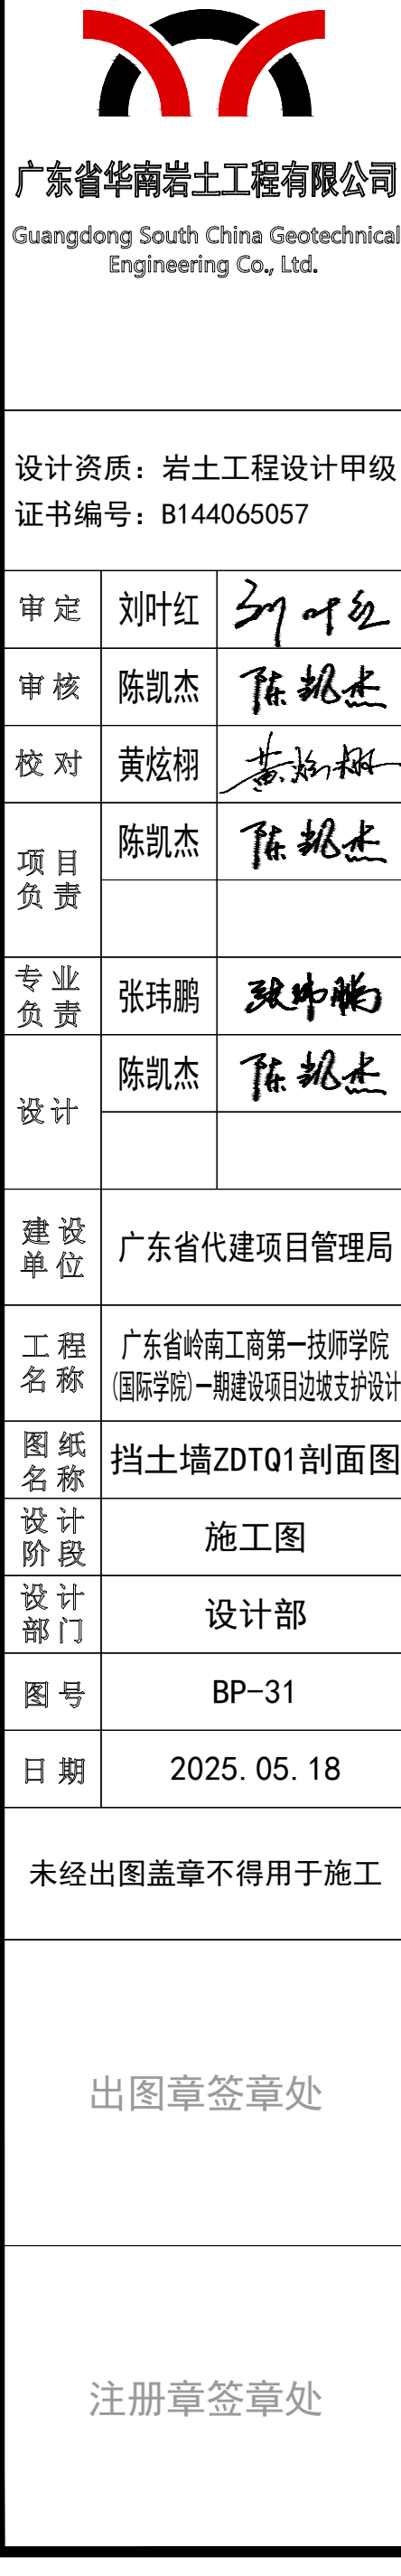 广东省华南岩土工程有限公司
Guangdong South China Geotechnical
Engineering Co., Ltd.
设计资质：岩土工程设计甲级
证书编号：B144065057
审定 刘叶红 刘叶红
审核 陈凯杰 陈凯杰
校对 黄炫栩 黄炫栩
项目
负责
陈凯杰 陈凯杰
专业
负责
张玮鹏 张玮鹏
设计 陈凯杰 陈凯杰
建设
单位
广东省代建项目管理局
工程
名称
广东省岭南工商第一技师学院
(国际学院)一期建设项目边坡支护设计
图纸
名称
挡土墙ZDTQ1剖面图
设计
阶段
施工图
设计
部门
设计部
图号 BP-31
日期 2025.05.18
未经出图盖章不得用于施工
出图章签章处
注册章签章处